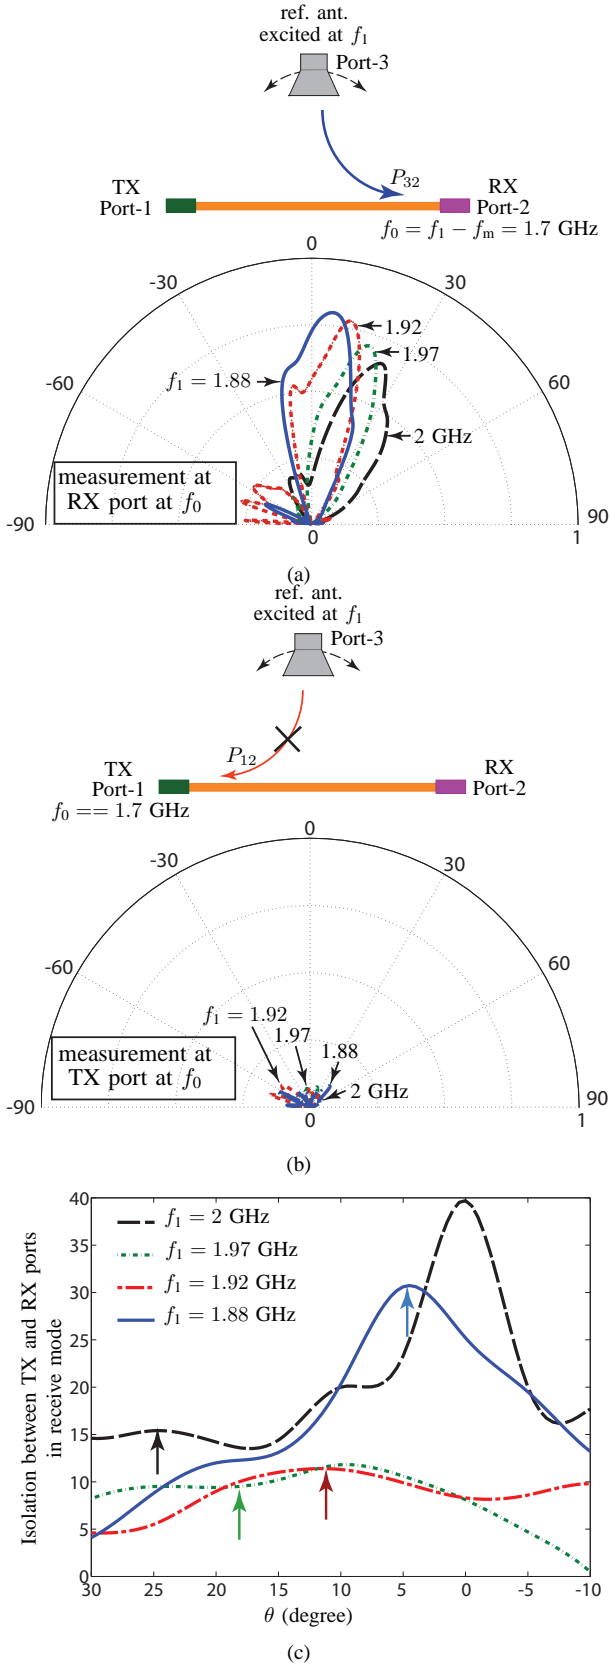 ref. ant.
excited at f1
Port-3
P32
TX
Port-1
RX
Port-2
f0 = f1 − fm = 1.7 GHz
0
-30
30
1.92
1.97
f1 = 1.88
-60
60
2 GHz
measurement at
RX port at f0
-90
90
0
1
(a)
ref. ant.
excited at f1
Port-3
P12
TX
Port-1
RX
Port-2
f0 == 1.7 GHz
0
-30
30
-60
60
f1 = 1.92
1.97
1.88
measurement at
TX port at f0
2 GHz
-90
90
0
1
(b)
Isolation between TX and RX ports
in receive mode
40
35
30
25
20
15
10
5
0
f1 = 2 GHz
f1 = 1.97 GHz
f1 = 1.92 GHz
f1 = 1.88 GHz
30 25 20 15 10 5 0 -5 -10
θ (degree)
(c)